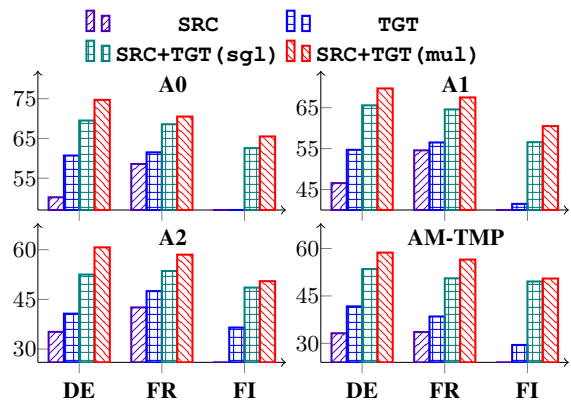 SRC TGT
SRC+TGT(sgl) SRC+TGT(mul)
A0 A1
75
65
55
65
55
45
A2 AM-TMP
60
45
30
60
45
30
DE FR FI DE FR FI